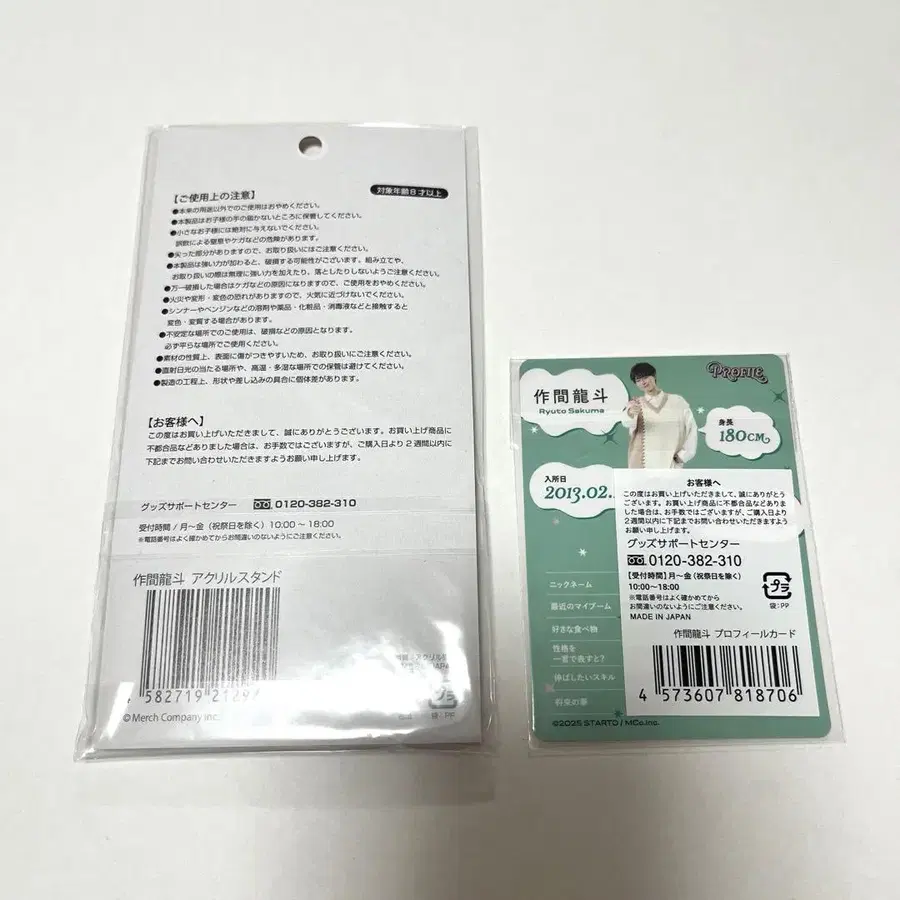 【ご使用上の注意】
対象年齢8才以上
●本来の用途以外でのご使用はおやめください。
●本製品はお子様の手の届かないところに保管してください。
●小さなお子様には絶対に与えないでください。
誤飲による窒息やケガなどの危険があります。
●尖った部分がありますので、お取り扱いにはご注意ください。
●本製品は強い力が加わると、破損する可能性がございます。組み立てや、
お取り扱いの際は無理に強い力を加えたり、落としたりしないようご注意ください。
●万一破損した場合はケガなどの原因になりますので、ご使用をおやめください。
●火災や変形・変色の恐れがありますので、火気に近づけないでください。
●シンナーやベンジンなどの溶剤や薬品・化粧品・消毒液などと接触すると
変色・変質する場合があります。
●不安定な場所でのご使用は、破損などの原因となります。
必ず平らな場所でご使用ください。
●素材の性質上、表面に傷がつきやすいため、お取り扱いにご注意ください。
●直射日光の当たる場所や、高温・多湿な場所での保管は避けてください。
●製造の工程上、形状や差し込みの具合に個体差があります。
【お客様へ】
この度はお買い上げいただきまして、誠にありがとうございます。お買い上げ商品に
不都合品などありました場合は、お手数ではございますが、ご購入日より2週間以内に
下記までお問い合わせいただきますようお願い申し上げます。
グッズサポートセンター 0120-382-310
受付時間/月〜金(祝祭日を除く)10:00〜18:00
※電話番号はよく確かめてからお間違いのないようにご注意ください。
作間龍斗 アクリルスタンド
4 582719 2129
©Merch Company Inc.
プラ
袋:PP
PROFILE
作間龍斗
Ryuto Sakuma
身長
180CM
入所日
2013.02.
ニックネーム
最近のマイブーム
好きな食べ物
性格を
一言で表すと?
伸ばしたいスキル
将来の夢
©2025 STARTO / MCo.Inc.
お客様へ
この度はお買い上げいただきまして、誠にありがとう
ございます。お買い上げ商品に不都合品などありまし
た場合は、お手数ではございますが、ご購入日より
2週間以内に下記までお問い合わせいただきますよう
お願い申し上げます。
グッズサポートセンター
0120-382-310
【受付時間】月〜金(祝祭日を除く)
10:00〜18:00
※電話番号はよく確かめてから
お間違いのないようにご注意ください。
MADE IN JAPAN
プラ
袋:PP
作間龍斗 プロフィールカード
4 573607 818706